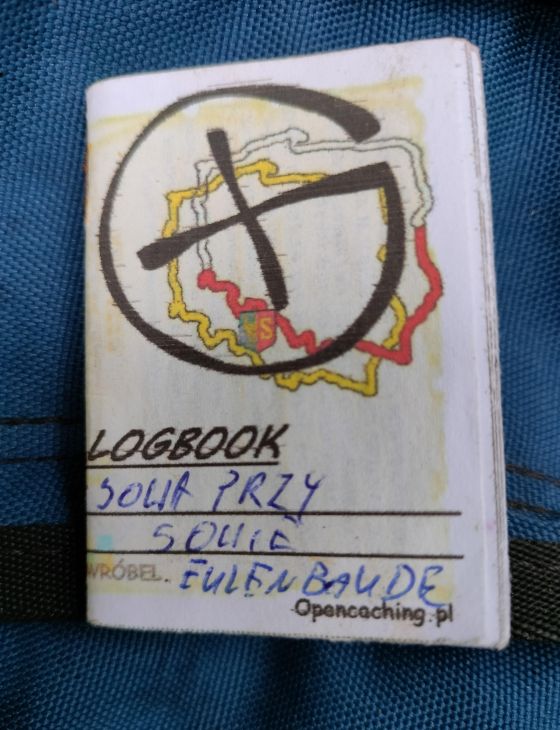 LOGBOOK
SOWA PRZY
SOWIE
WRÓBEL. EULENBAUDE
Opencaching.pl